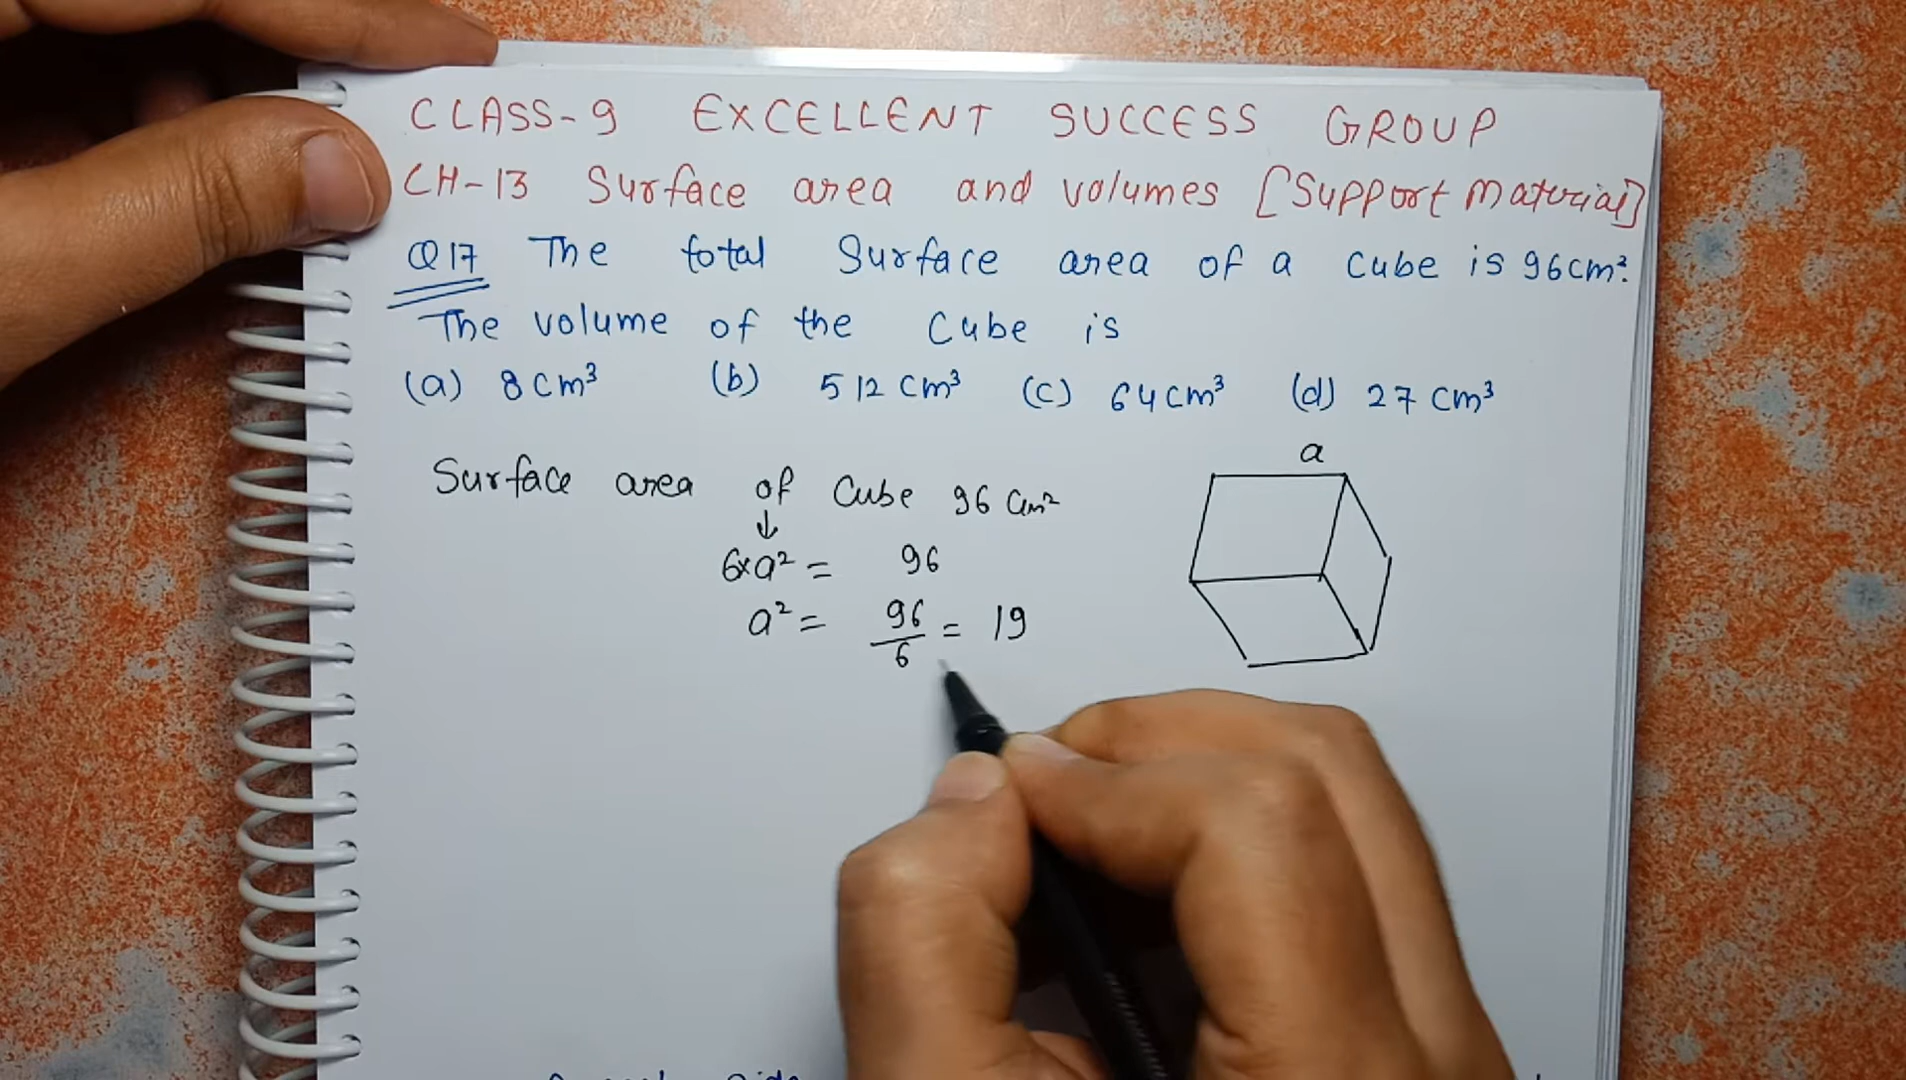 CLASS-9 EXCELLENT SUCCESS GROUP
CH-13 Surface area and volumes [Support Material]
Q17 The total Surface area of a Cube is 96cm².
The volume of the Cube is
(a) 8cm³ (b) 512 cm³ (c) 64cm³ (d) 27 cm³
a
Surface area of Cube 96 cm²
↓
6×a² = 96
a² = 96/6 = 19